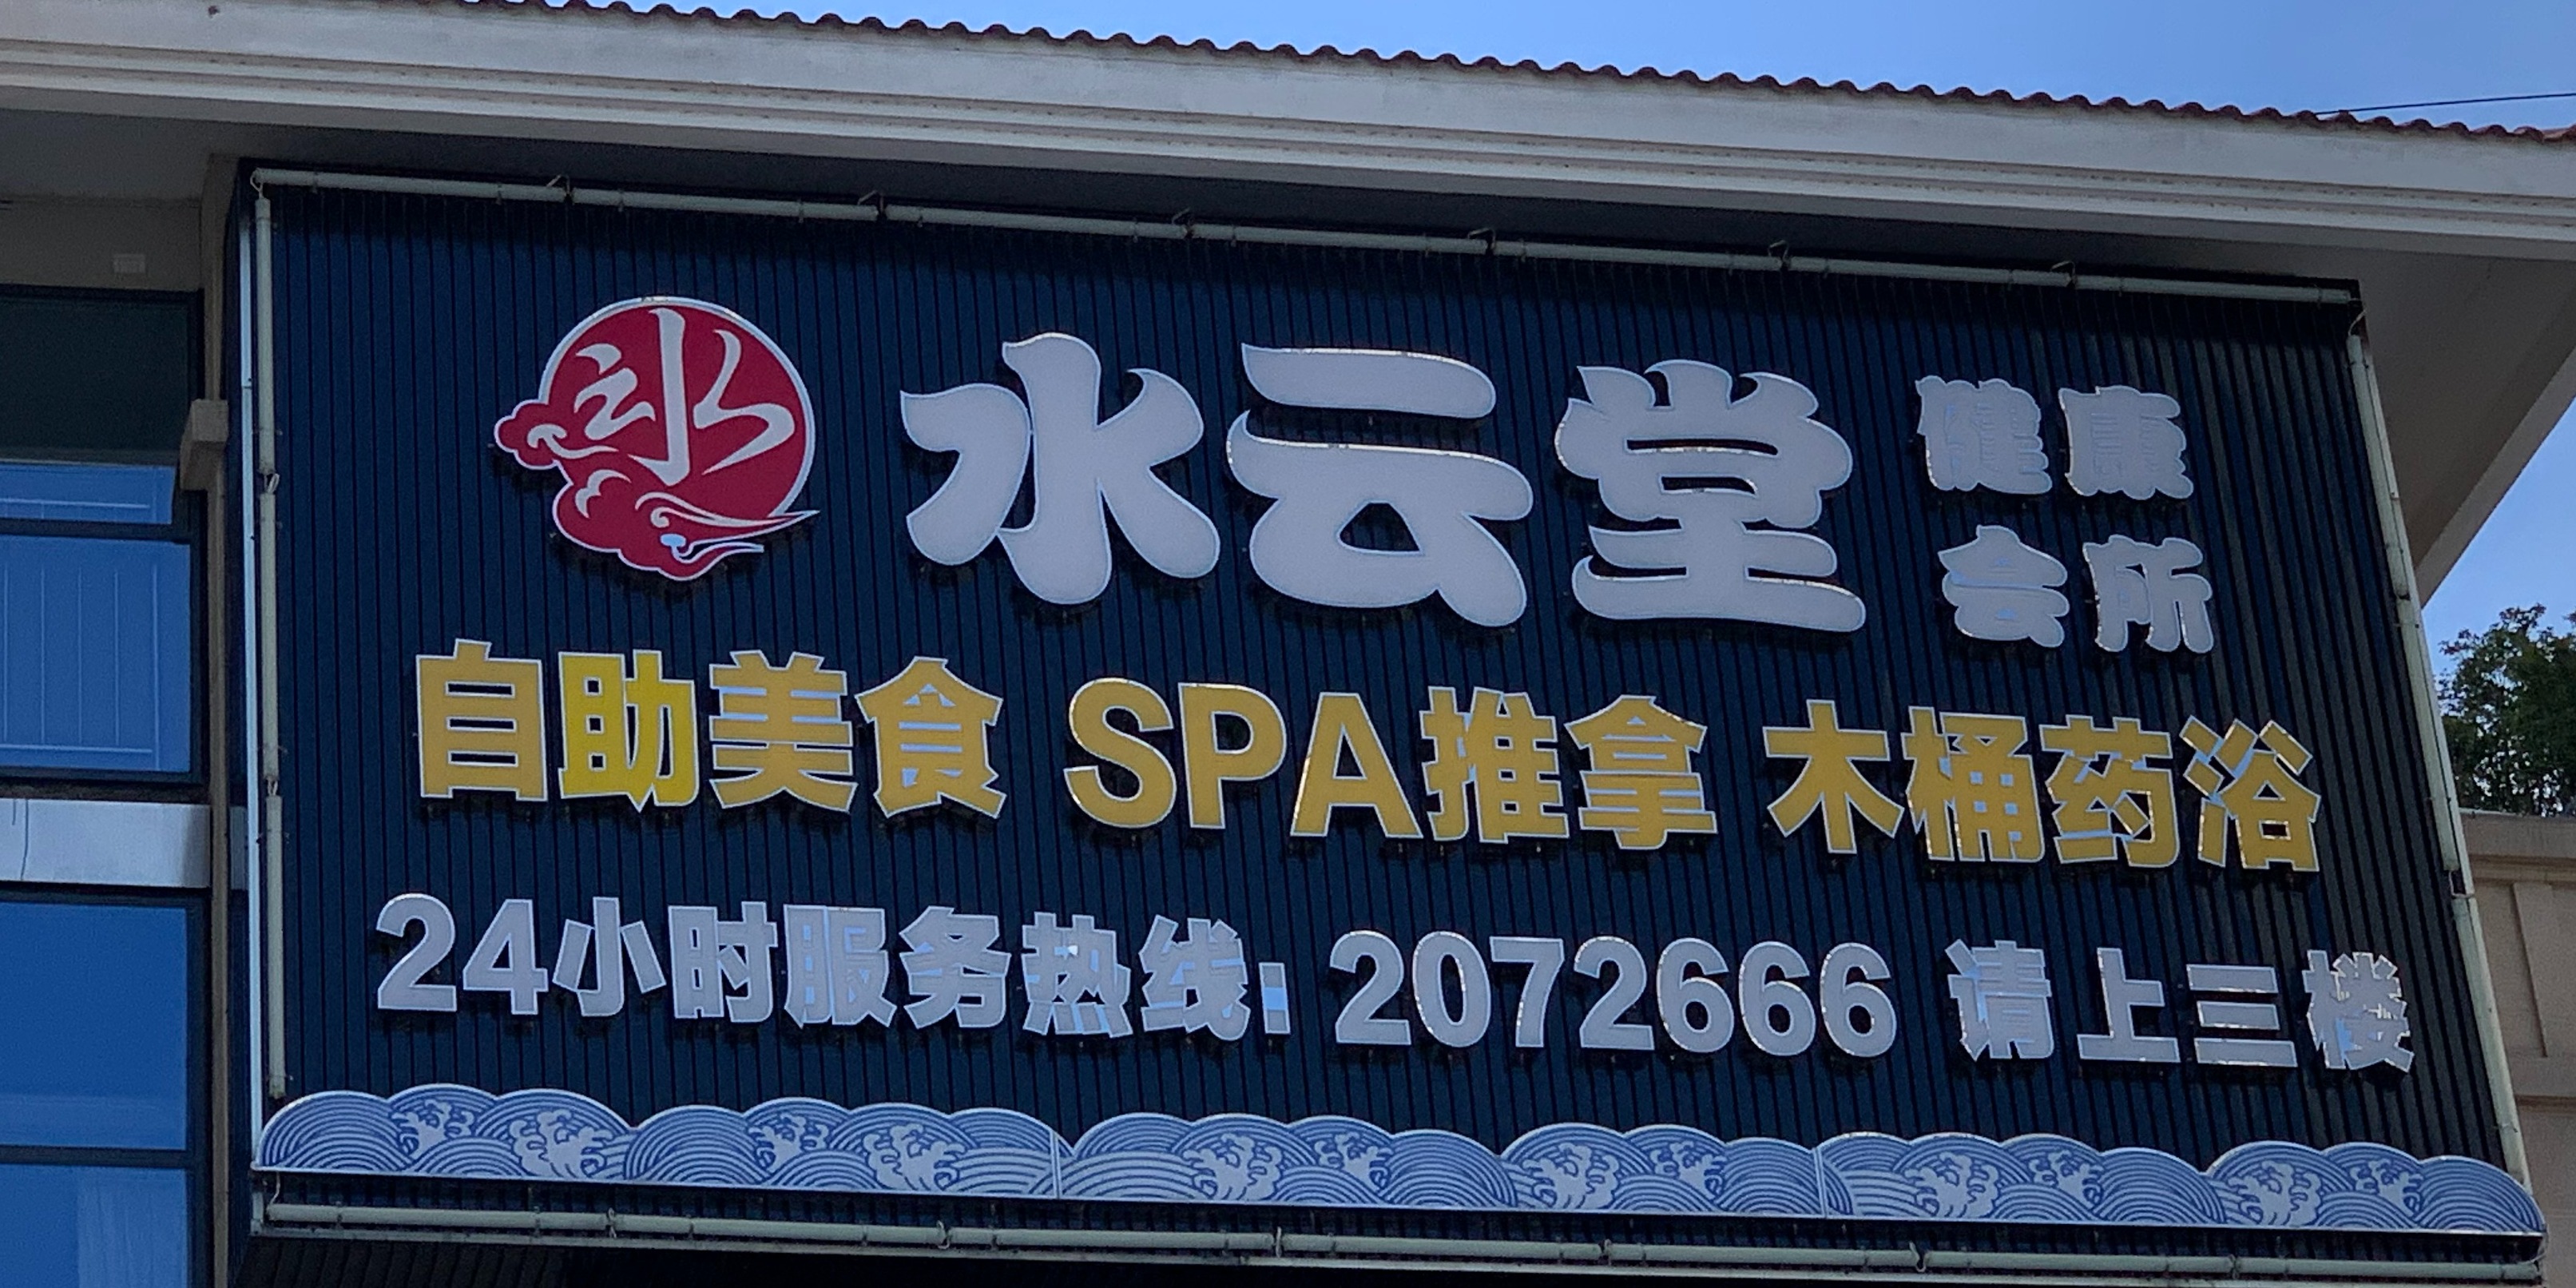 水云堂 健康会所
自助美食 SPA推拿 木桶药浴
24小时服务热线: 2072666 请上三楼